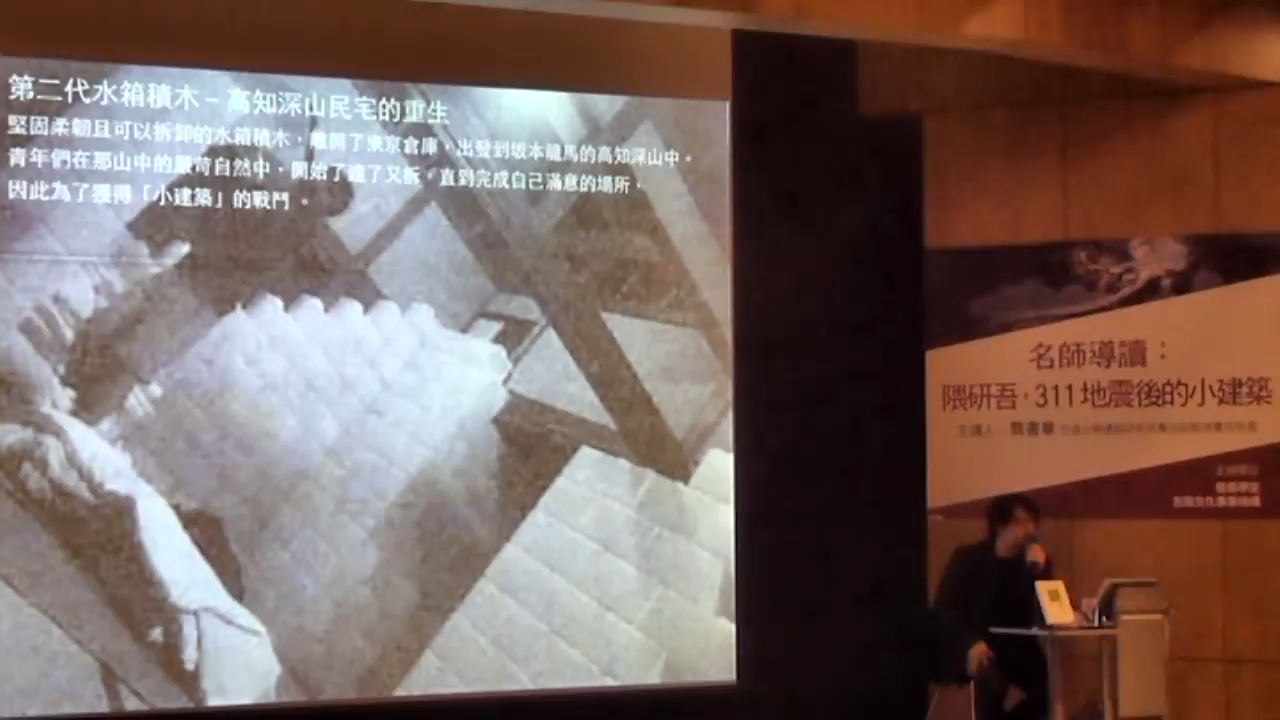 第二代水箱積木－高知深山民宅的重生
堅固柔韌且可以拆卸的水箱積木，離開了東京倉庫，出發到坂本龍馬的高知深山中。
青年們在那山中的嚴苛自然中，開始了建了又拆，直到完成自己滿意的場所，
因此為了獲得「小建築」的戰鬥。
名師導讀：
隈研吾，311地震後的小建築
主講人